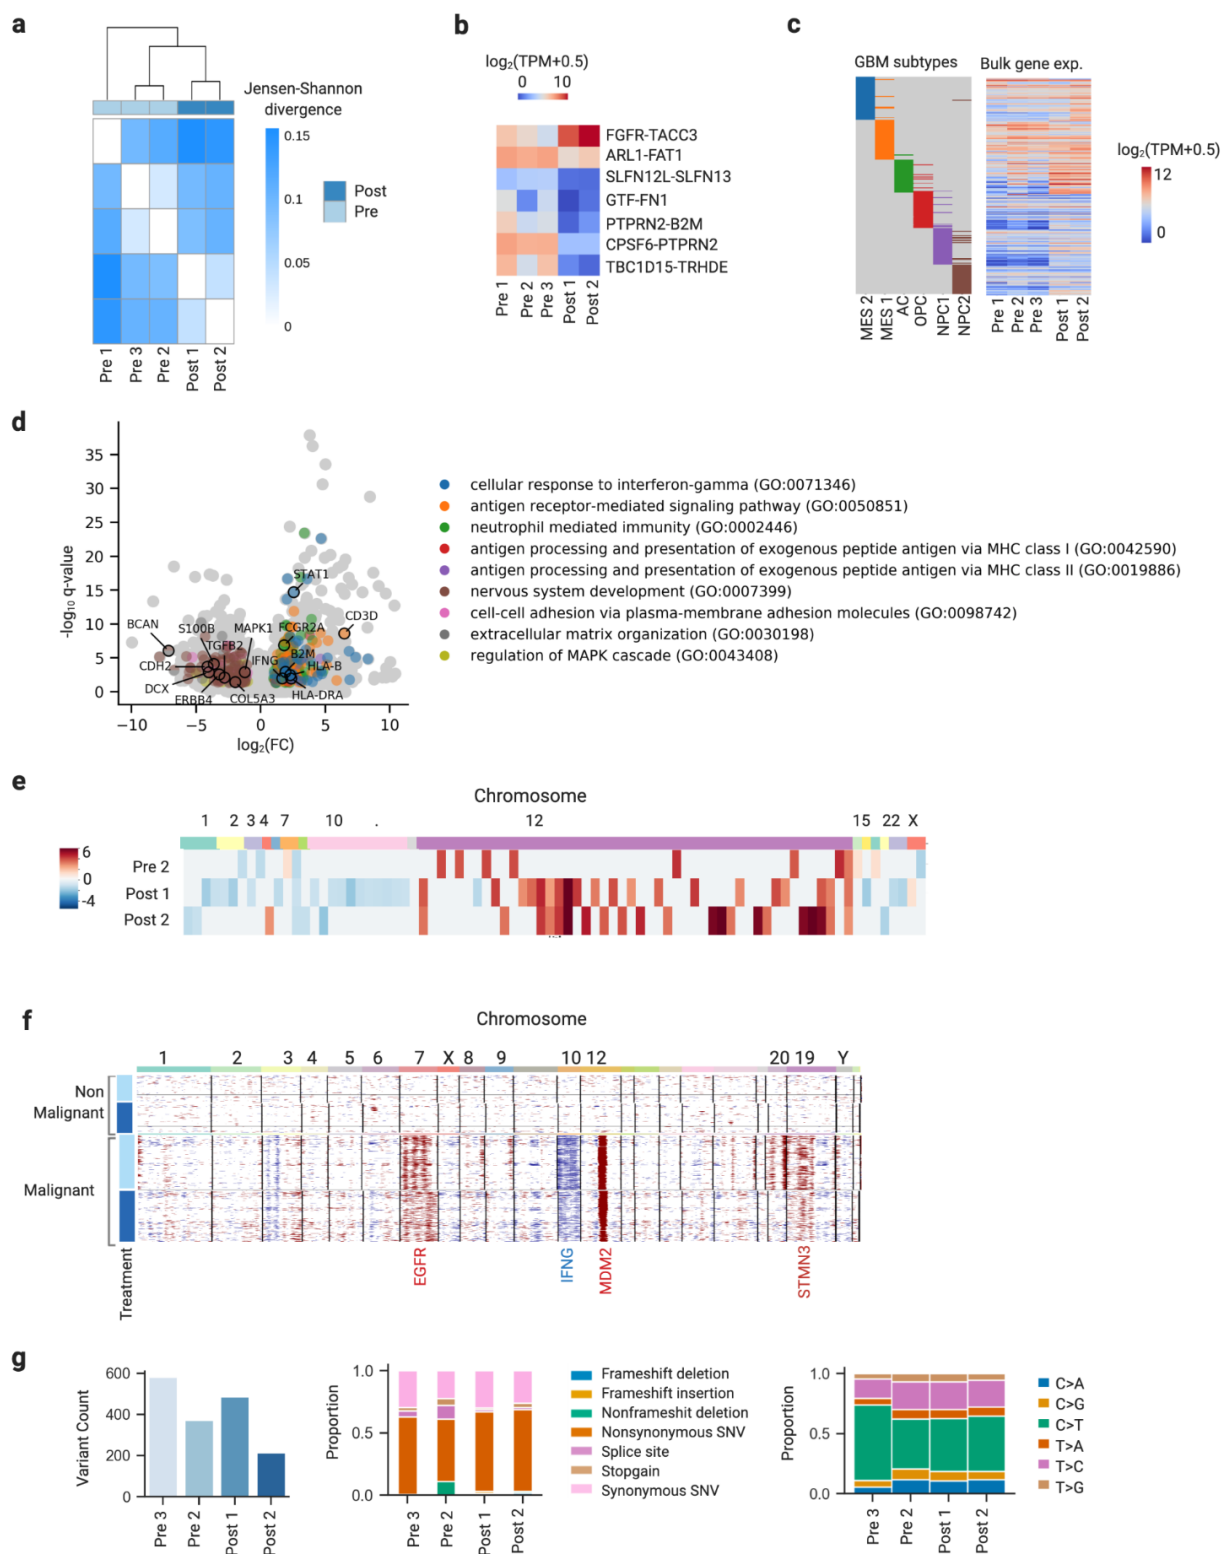 a
Jensen-Shannon
divergence
0.15
0.1
0.05
0
Post
Pre
Pre 1
Pre 3
Pre 2
Post 1
Post 2
b
log₂(TPM+0.5)
0 10
FGFR-TACC3
ARL1-FAT1
SLFN12L-SLFN13
GTF-FN1
PTPRN2-B2M
CPSF6-PTPRN2
TBC1D15-TRHDE
Pre 1
Pre 2
Pre 3
Post 1
Post 2
c
GBM subtypes
Bulk gene exp.
log₂(TPM+0.5)
12
0
MES 2
MES 1
AC
OPC
NPC1
NPC2
Pre 1
Pre 2
Pre 3
Post 1
Post 2
d
-log₁₀ q-value
35
30
25
20
15
10
5
0
−10 −5 0 5 10
log₂(FC)
STAT1
BCAN
S100B
MAPK1
FCGR2A
CD3D
TGFB2
CDH2
IFNG
B2M
HLA-B
DCX
ERBB4
COL5A3
HLA-DRA
cellular response to interferon-gamma (GO:0071346)
antigen receptor-mediated signaling pathway (GO:0050851)
neutrophil mediated immunity (GO:0002446)
antigen processing and presentation of exogenous peptide antigen via MHC class I (GO:0042590)
antigen processing and presentation of exogenous peptide antigen via MHC class II (GO:0019886)
nervous system development (GO:0007399)
cell-cell adhesion via plasma-membrane adhesion molecules (GO:0098742)
extracellular matrix organization (GO:0030198)
regulation of MAPK cascade (GO:0043408)
e
Chromosome
1 2 3 4 7 10 . 12 15 22 X
6
0
-4
Pre 2
Post 1
Post 2
f
Chromosome
1 2 3 4 5 6 7 X 8 9 10 12 20 19 Y
Non
Malignant
Malignant
Treatment
EGFR
IFNG
MDM2
STMN3
g
Variant Count
600
400
200
0
Pre 3
Pre 2
Post 1
Post 2
Proportion
1.0
0.5
0.0
Pre 3
Pre 2
Post 1
Post 2
Frameshift deletion
Frameshift insertion
Nonframeshit deletion
Nonsynonymous SNV
Splice site
Stopgain
Synonymous SNV
Proportion
1.0
0.5
0.0
Pre 3
Pre 2
Post 1
Post 2
C>A
C>G
C>T
T>A
T>C
T>G